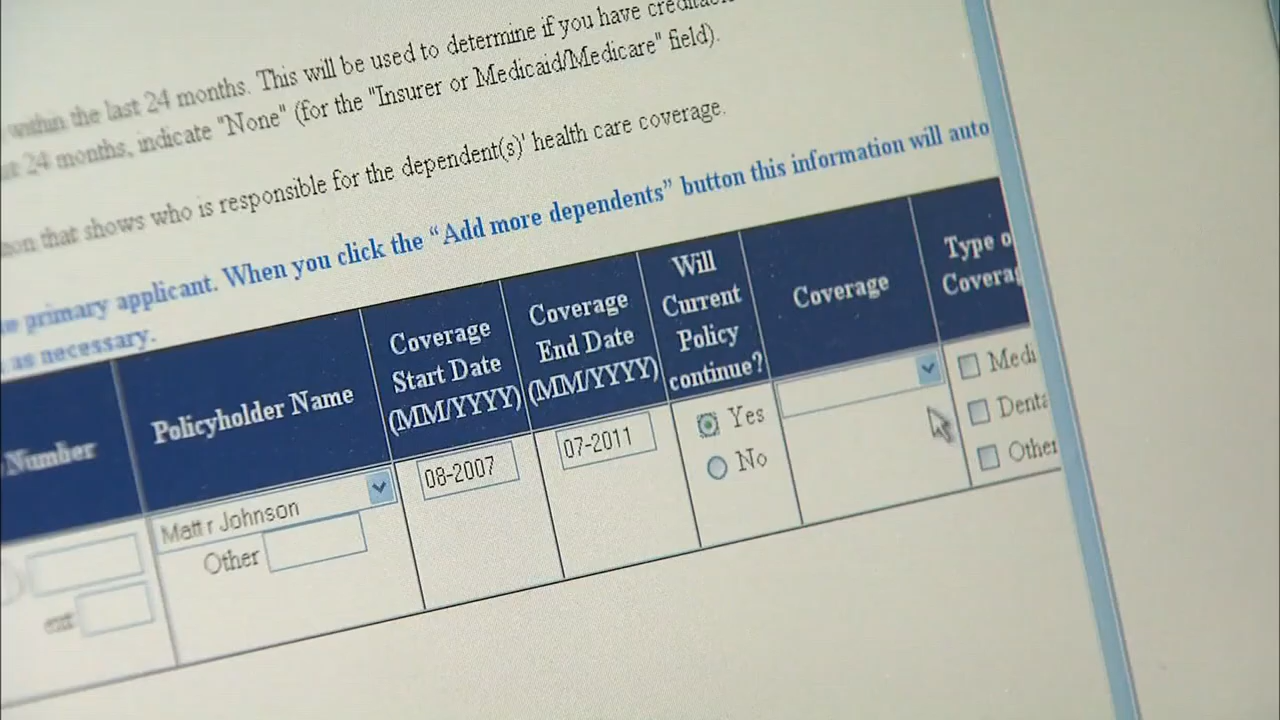 within the last 24 months. This will be used to determine if you have
24 months, indicate "None" (for the "Insurer or Medicaid/Medicare" field).
that shows who is responsible for the dependent(s)' health care coverage.
primary applicant. When you click the “Add more dependents” button this information will auto
as necessary.
Number
Policyholder Name
Coverage
Start Date
(MM/YYYY)
Coverage
End Date
(MM/YYYY)
Will
Current
Policy
continue?
Coverage
Type
ext
Matt r Johnson
Other
08-2007
07-2011
Yes
No
Medi
Denta
Other